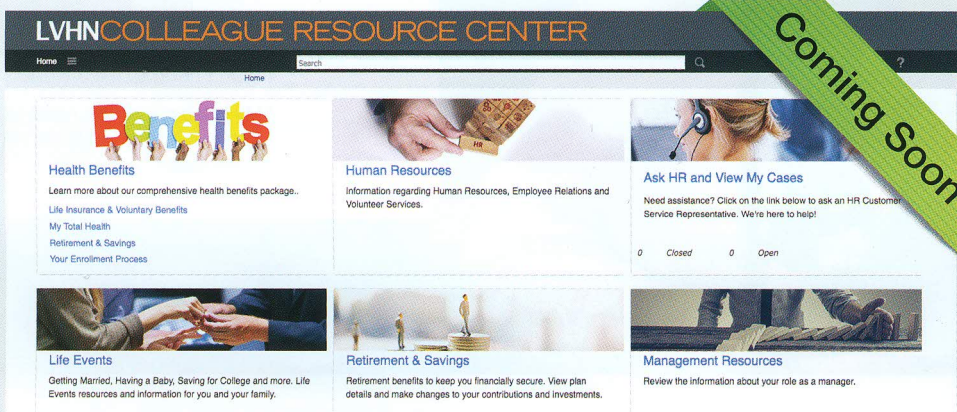 LVHNCOLLEAGUE RESOURCE CENTER
Coming Soon
Home
Search
?
Home
Benefits
Health Benefits
Learn more about our comprehensive health benefits package..
Life Insurance & Voluntary Benefits
My Total Health
Retirement & Savings
Your Enrollment Process
HR
Human Resources
Information regarding Human Resources, Employee Relations and
Volunteer Services.
Ask HR and View My Cases
Need assistance? Click on the link below to ask an HR Customer
Service Representative. We're here to help!
0 Closed 0 Open
Life Events
Getting Married, Having a Baby, Saving for College and more. Life
Events resources and information for you and your family.
Retirement & Savings
Retirement benefits to keep you financially secure. View plan
details and make changes to your contributions and investments.
Management Resources
Review the information about your role as a manager.